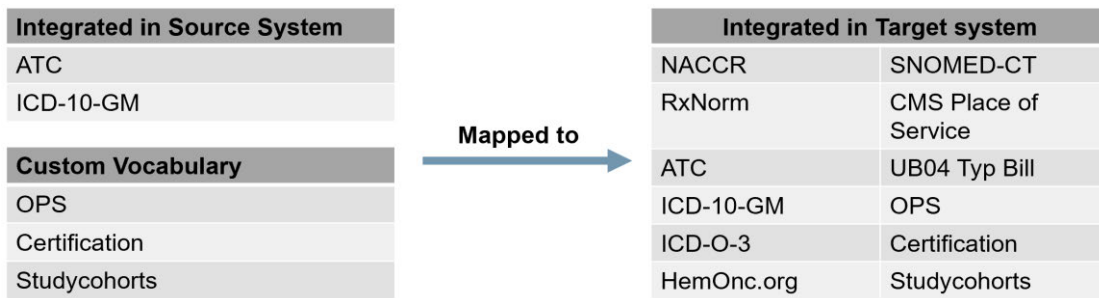 Integrated in Source System
ATC
ICD-10-GM
Custom Vocabulary
OPS
Certification
Studycohorts
Mapped to
Integrated in Target system
NACCR SNOMED-CT
RxNorm CMS Place of
Service
ATC UB04 Typ Bill
ICD-10-GM OPS
ICD-O-3 Certification
HemOnc.org Studycohorts